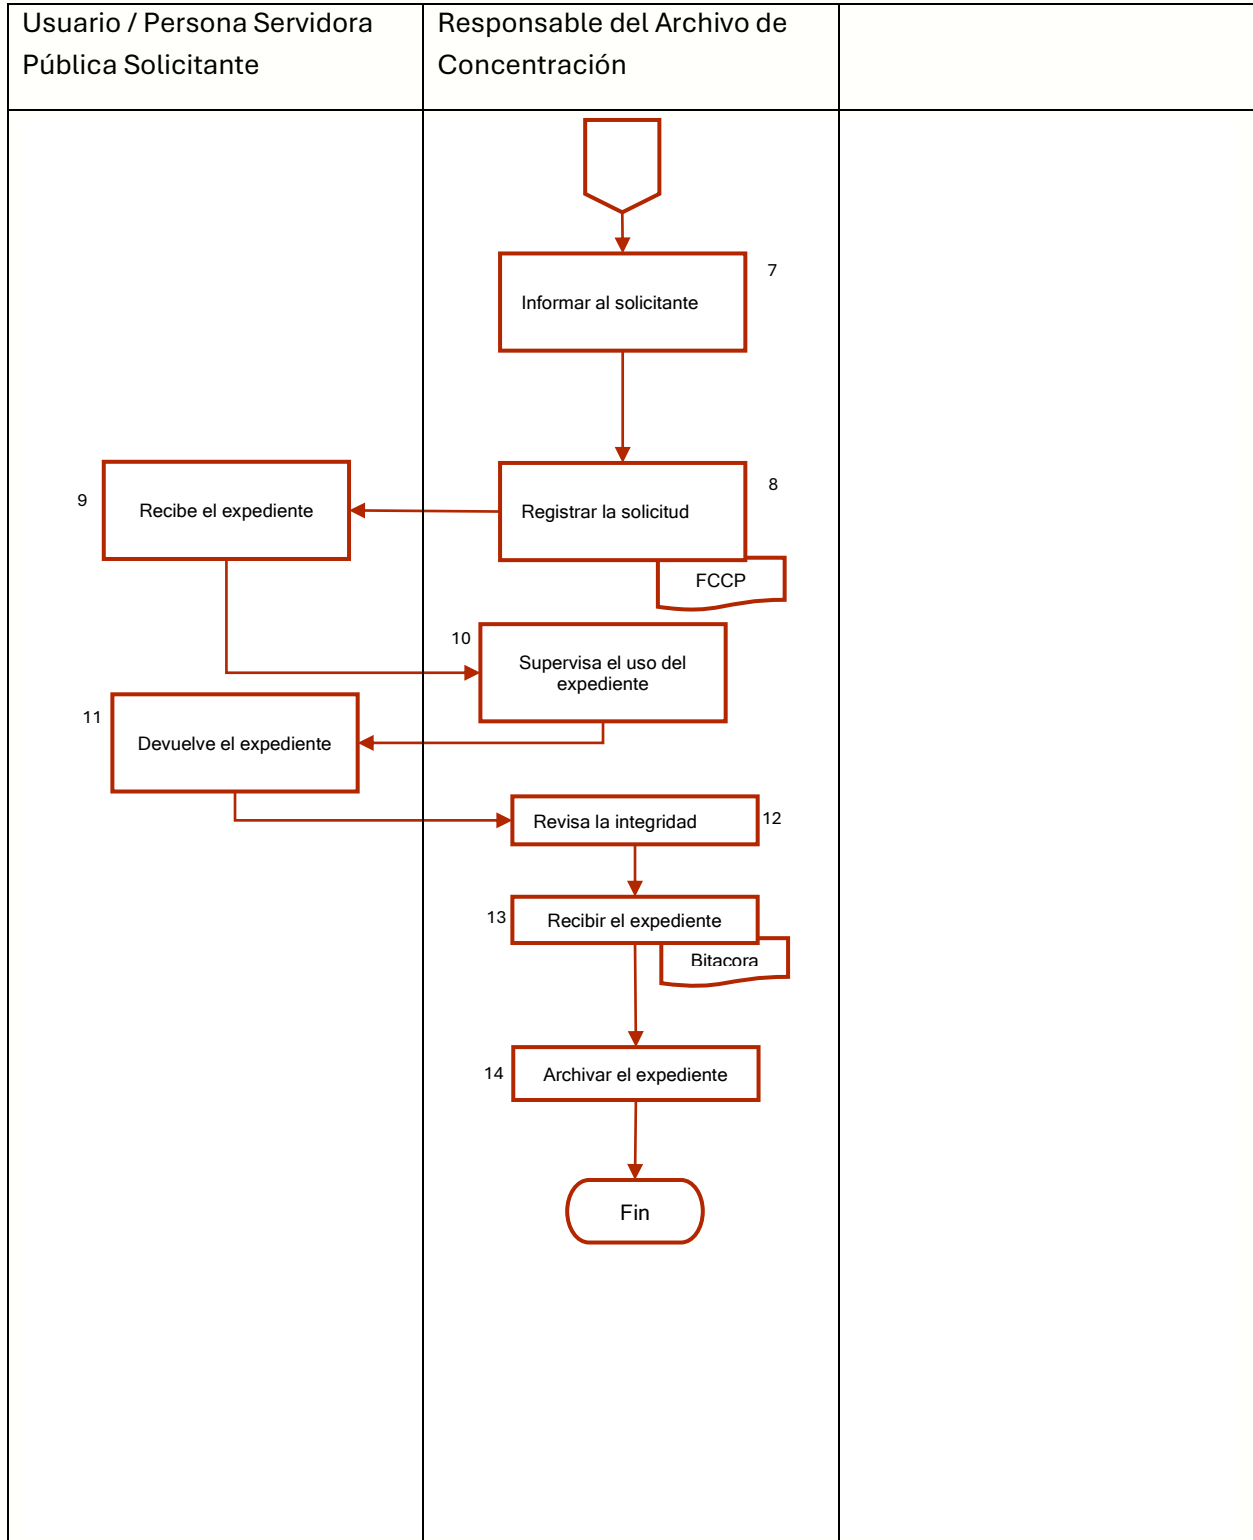 Usuario / Persona Servidora
Pública Solicitante
Responsable del Archivo de
Concentración
7
Informar al solicitante
9
Recibe el expediente
8
Registrar la solicitud
FCCP
10
Supervisa el uso del
expediente
11
Devuelve el expediente
Revisa la integridad
12
13
Recibir el expediente
Bitacora
14
Archivar el expediente
Fin